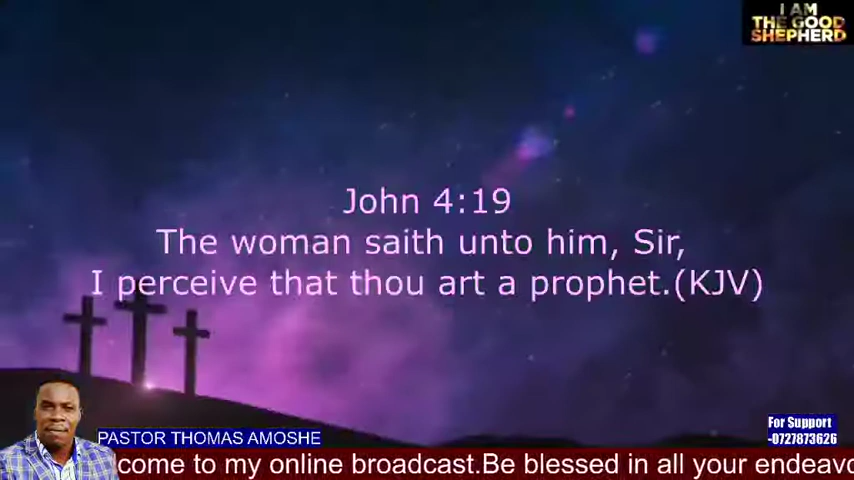 I AM
THE GOOD
SHEPHERD
John 4:19
The woman saith unto him, Sir,
I perceive that thou art a prophet.(KJV)
For Support
-0727873626
PASTOR THOMAS AMOSHE
come to my online broadcast.Be blessed in all your endeavo